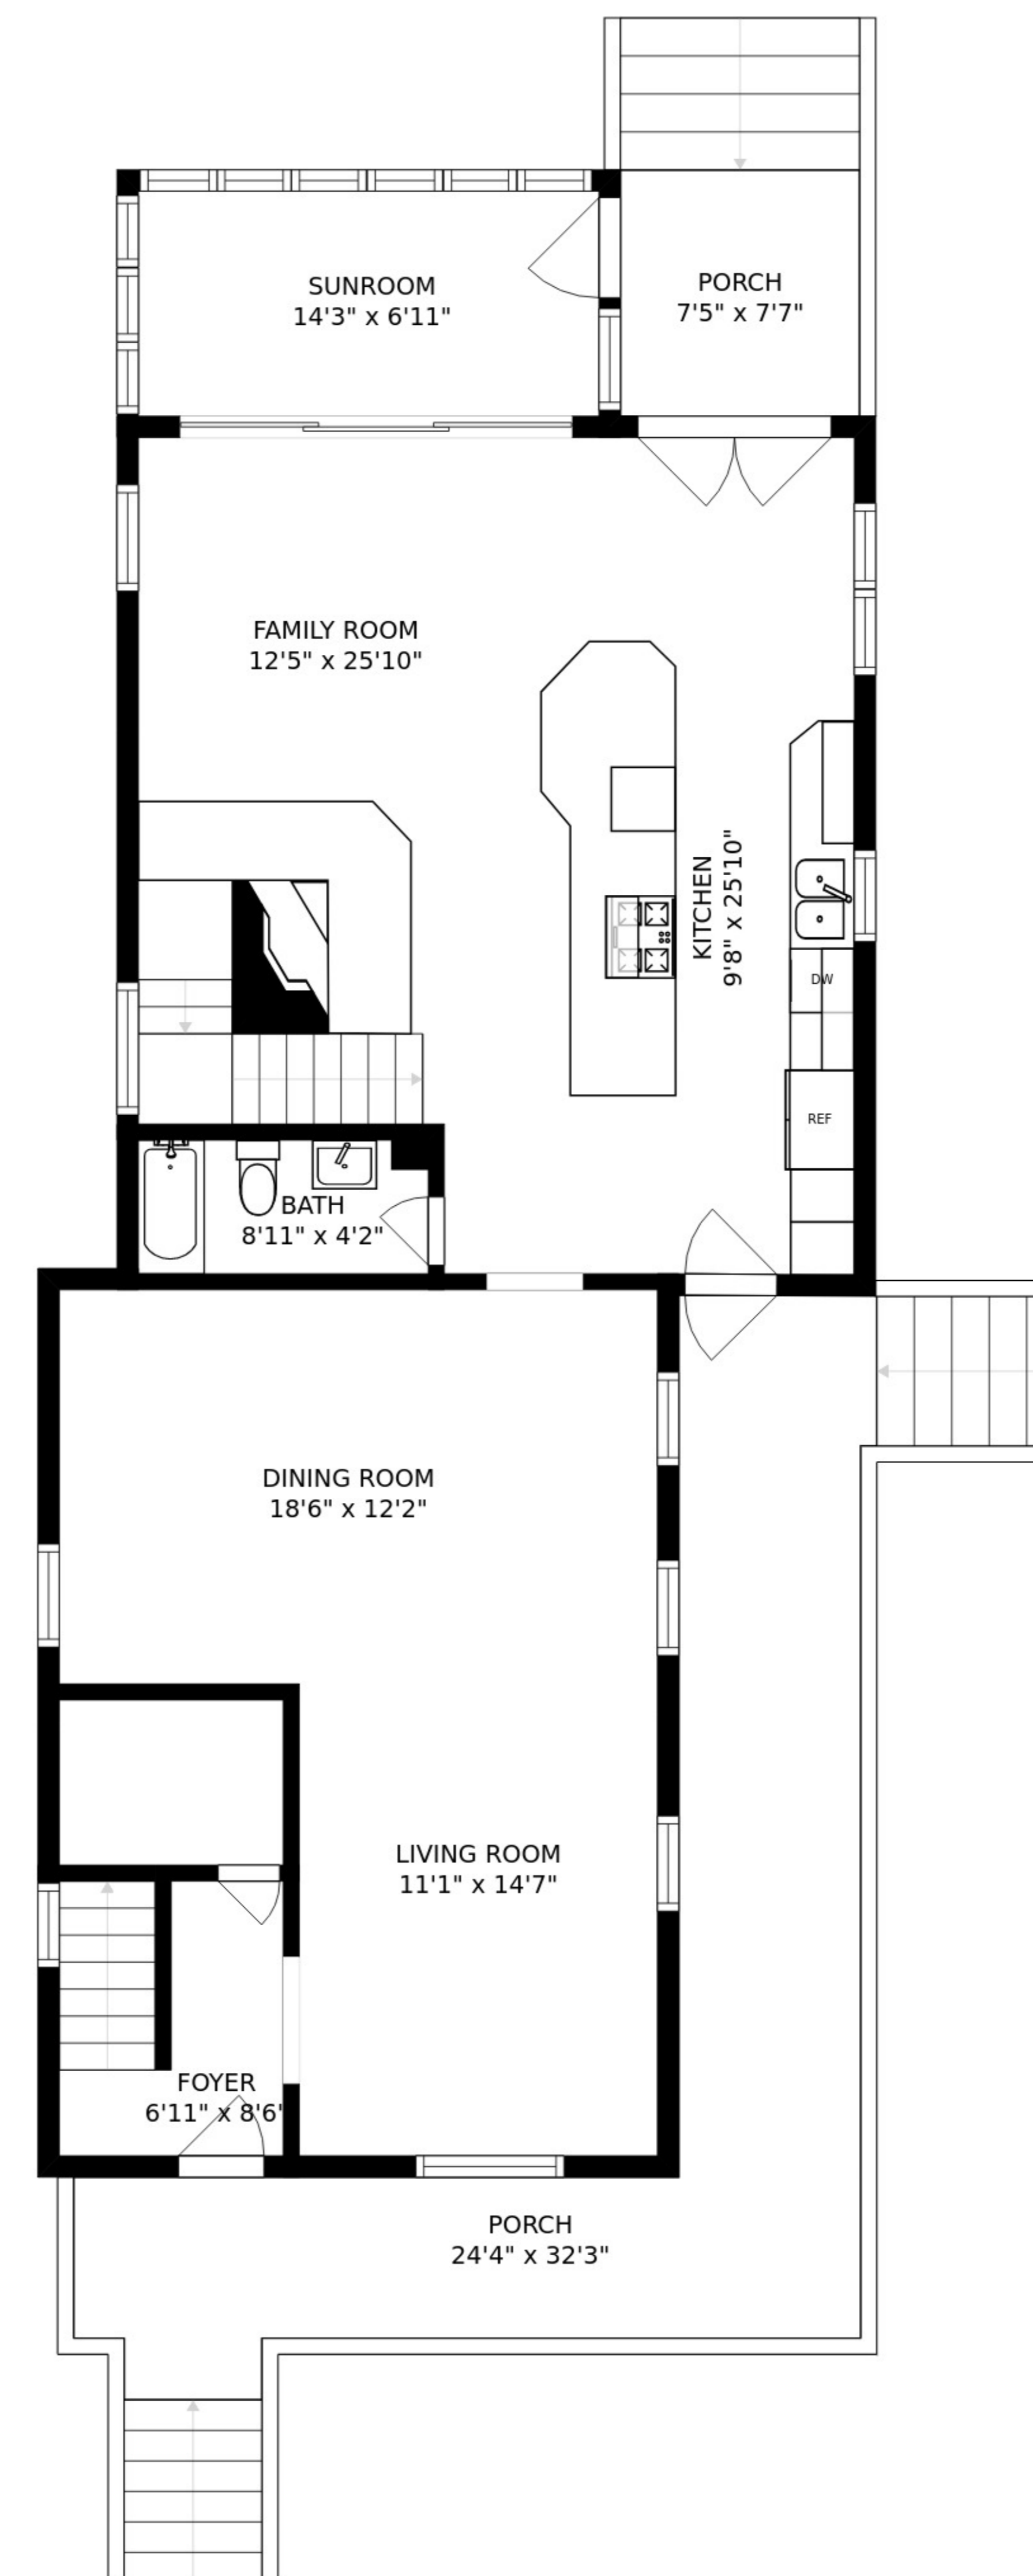 PORCH
7'5" x 7'7"
SUNROOM
14'3" x 6'11"
FAMILY ROOM
12'5" x 25'10"
KITCHEN
9'8" x 25'10"
DW
REF
BATH
8'11" x 4'2"
DINING ROOM
18'6" x 12'2"
LIVING ROOM
11'1" x 14'7"
FOYER
6'11" x 8'6"
PORCH
24'4" x 32'3"